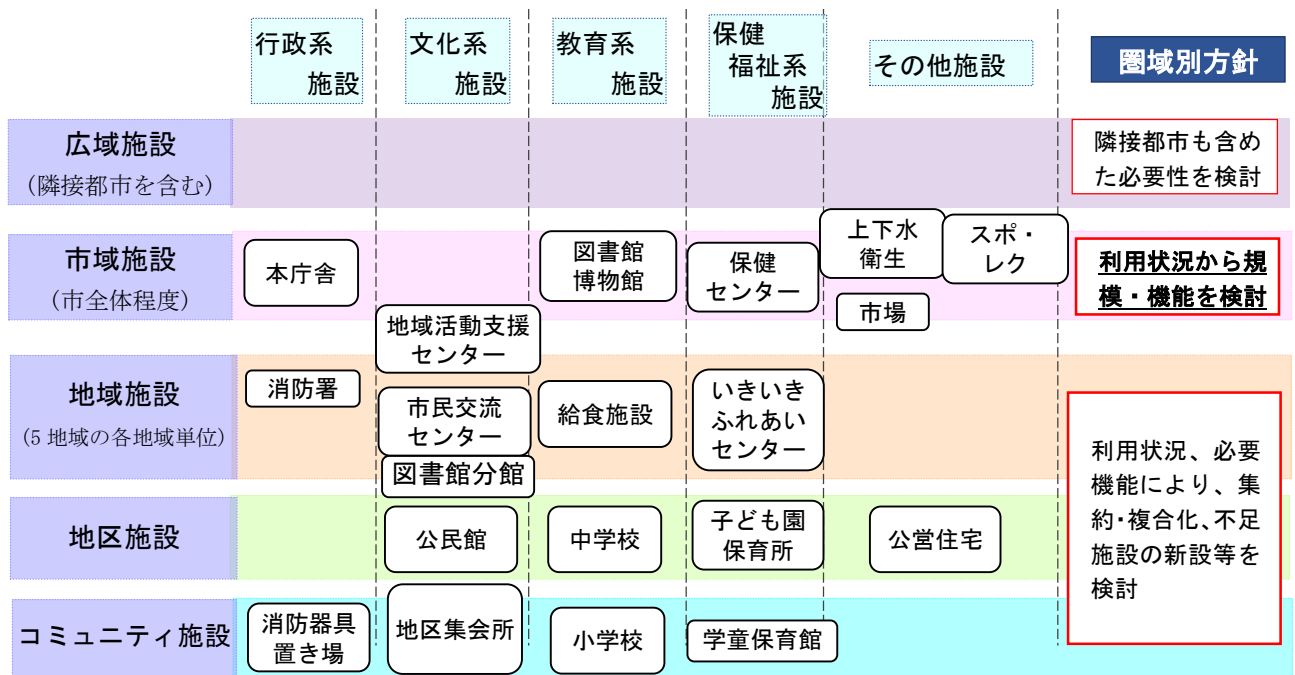 行政系
施設
文化系
施設
教育系
施設
保健
福祉系
施設
その他施設
圏域別方針
広域施設
(隣接都市を含む)
隣接都市も含め
た必要性を検討
市域施設
(市全体程度)
本庁舎
図書館
博物館
保健
センター
上下水
衛生
スポ・
レク
市場
利用状況から規
模・機能を検討
地域活動支援
センター
地域施設
(5 地域の各地域単位)
消防署
市民交流
センター
図書館分館
給食施設
いきいき
ふれあい
センター
利用状況、必要
機能により、集
約・複合化、不足
施設の新設等を
検討
地区施設
公民館
中学校
子ども園
保育所
公営住宅
コミュニティ施設
消防器具
置き場
地区集会所
小学校
学童保育館